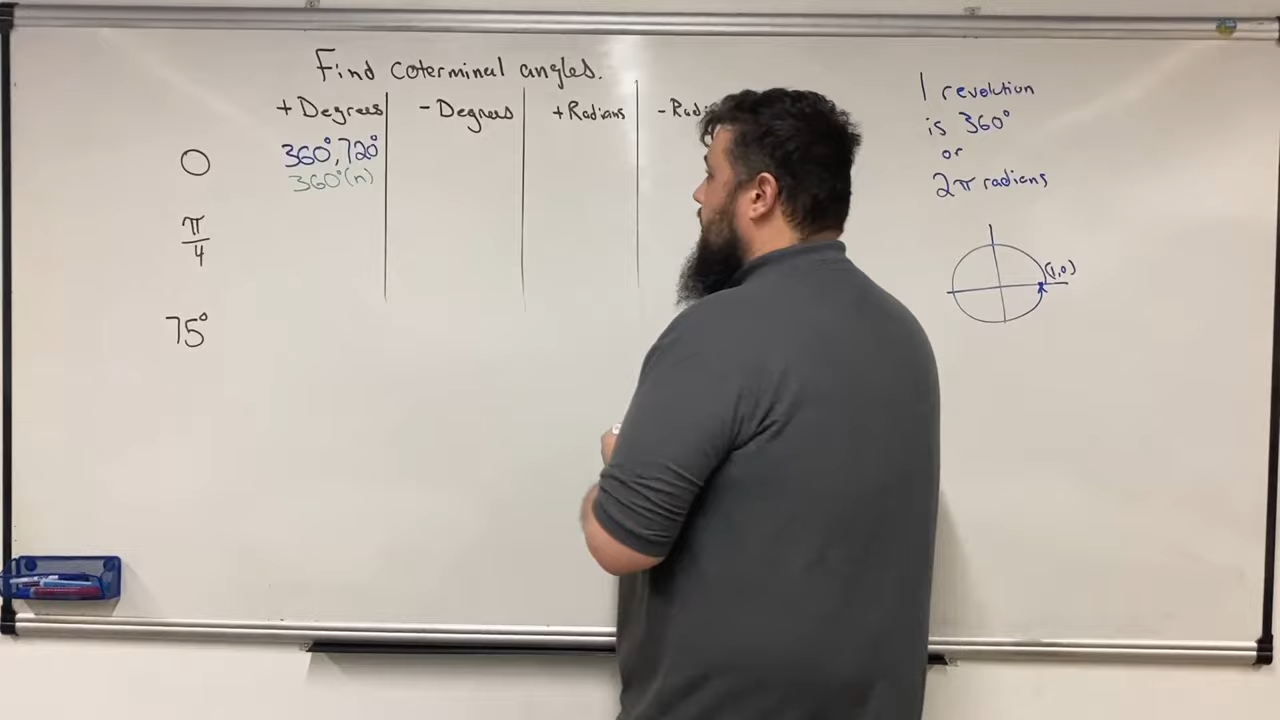 Find coterminal angles.
+ Degrees - Degrees + Radians
0 360°, 720°
360°(n)
π/4
75°
1 revolution
is 360°
or
2π radians
(1,0)